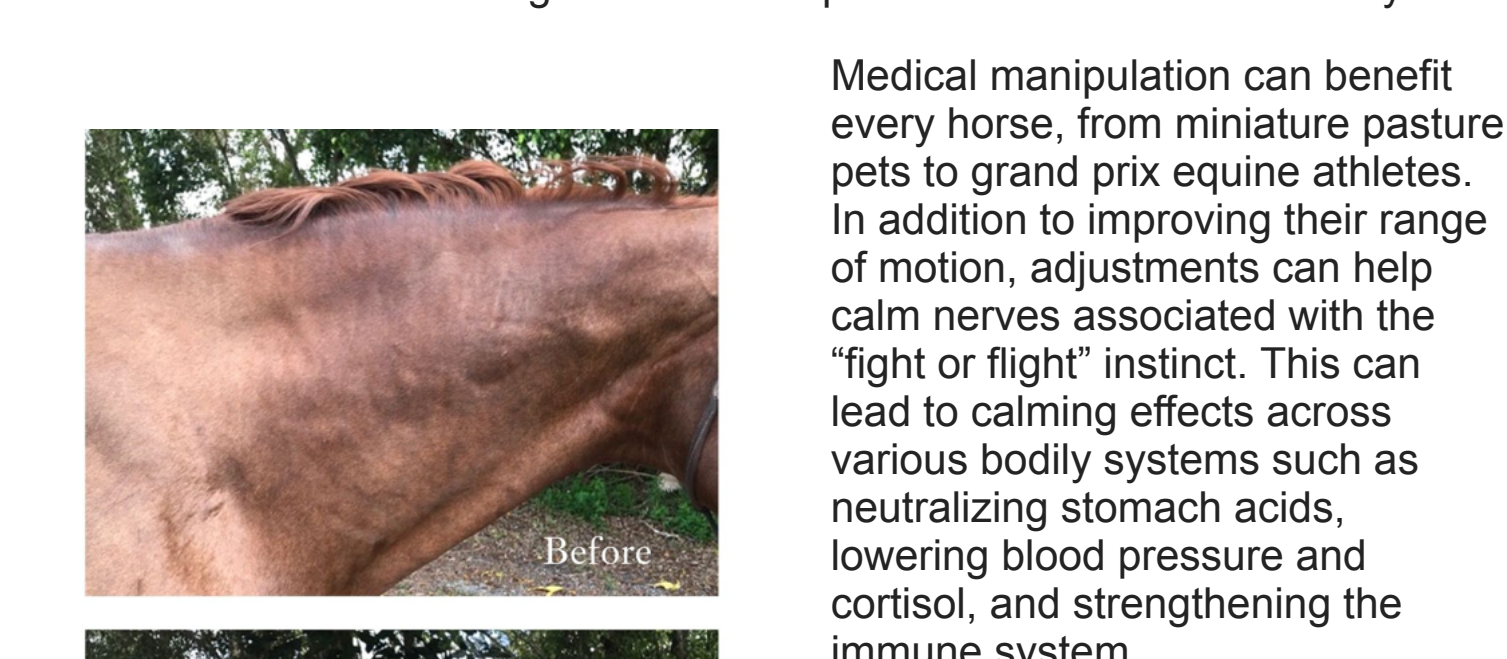 Medical manipulation can benefit
every horse, from miniature pasture
pets to grand prix equine athletes.
In addition to improving their range
of motion, adjustments can help
calm nerves associated with the
“fight or flight” instinct. This can
lead to calming effects across
various bodily systems such as
neutralizing stomach acids,
lowering blood pressure and
cortisol, and strengthening the
immune system
Before